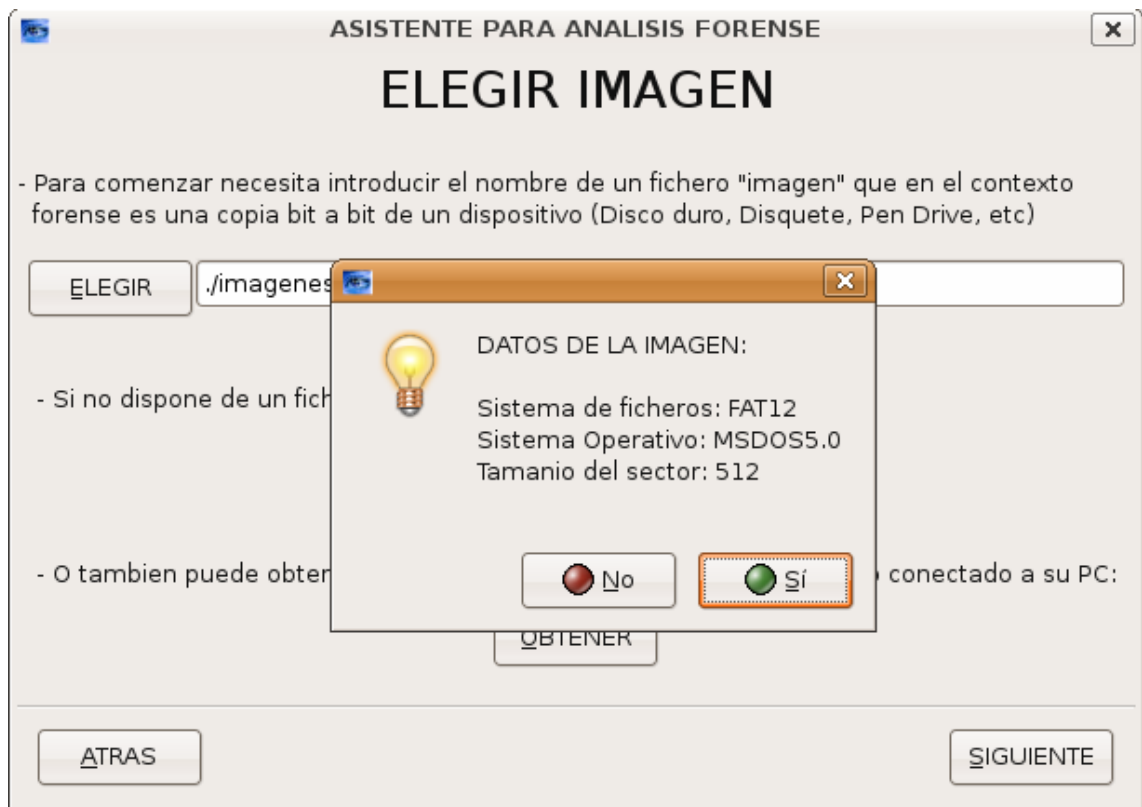 ASISTENTE PARA ANALISIS FORENSE
ELEGIR IMAGEN
- Para comenzar necesita introducir el nombre de un fichero "imagen" que en el contexto
forense es una copia bit a bit de un dispositivo (Disco duro, Disquete, Pen Drive, etc)
ELEGIR
./imagenes
DATOS DE LA IMAGEN:
- Si no dispone de un
Sistema de ficheros: FAT12
Sistema Operativo: MSDOS5.0
Tamanio del sector: 512
- O tambien puede
conectado a su PC:
No
Sí
OBTENER
ATRAS
SIGUIENTE